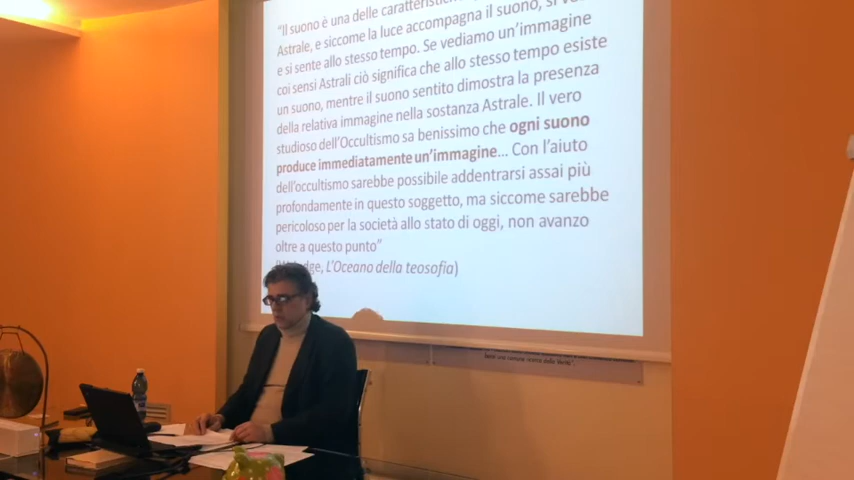 "Il suono è una delle caratteristiche
Astrale, e siccome la luce accompagna il suono, si
e si sente allo stesso tempo. Se vediamo un'immagine
coi sensi Astrali ciò significa che allo stesso tempo esiste
un suono, mentre il suono sentito dimostra la presenza
della relativa immagine nella sostanza Astrale. Il vero
studioso dell'Occultismo sa benissimo che ogni suono
produce immediatamente un'immagine... Con l'aiuto
dell'occultismo sarebbe possibile addentrarsi assai più
profondamente in questo soggetto, ma siccome sarebbe
pericoloso per la società allo stato di oggi, non avanzo
oltre a questo punto"
L'Oceano della teosofia)